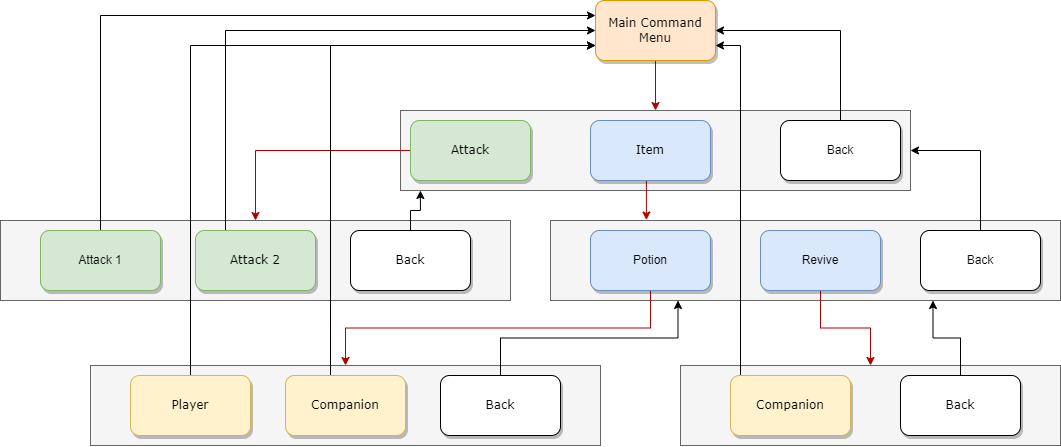 Main Command
Menu
Attack
Item
Back
Attack 1
Attack 2
Back
Potion
Revive
Back
Player
Companion
Back
Companion
Back